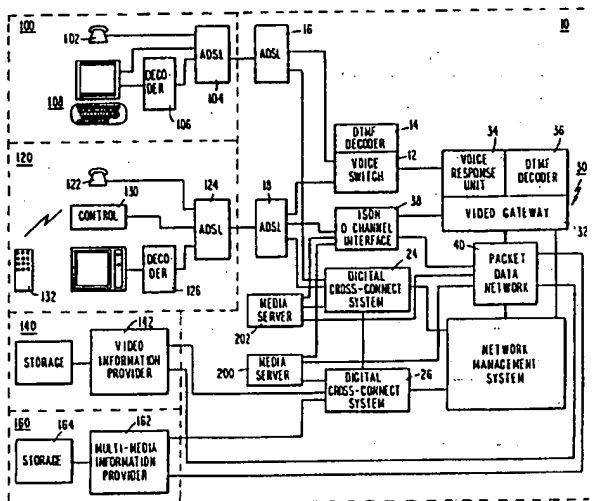 100
102
ADSL
104
DECO-
DER
106
108
16
ADSL
10
DTMF
DECODER
14
VOICE
SWITCH
12
34
36
VOICE
RESPONSE
UNIT
DTMF
DECODER
30
VIDEO GATEWAY
32
120
122
130
CONTROL
124
ADSL
18
ADSL
132
DECO-
DER
126
ISDN
D CHANNEL
INTERFACE
38
40
PACKET
DATA
NETWORK
24
DIGITAL
CROSS-CONNECT
SYSTEM
MEDIA
SERVER
202
MEDIA
SERVER
200
DIGITAL
CROSS-CONNECT
SYSTEM
26
NETWORK
MANAGEMENT
SYSTEM
140
142
STORAGE
VIDEO
INFORMATION
PROVIDER
160
164
162
STORAGE
MULTI-MEDIA
INFORMATION
PROVIDER